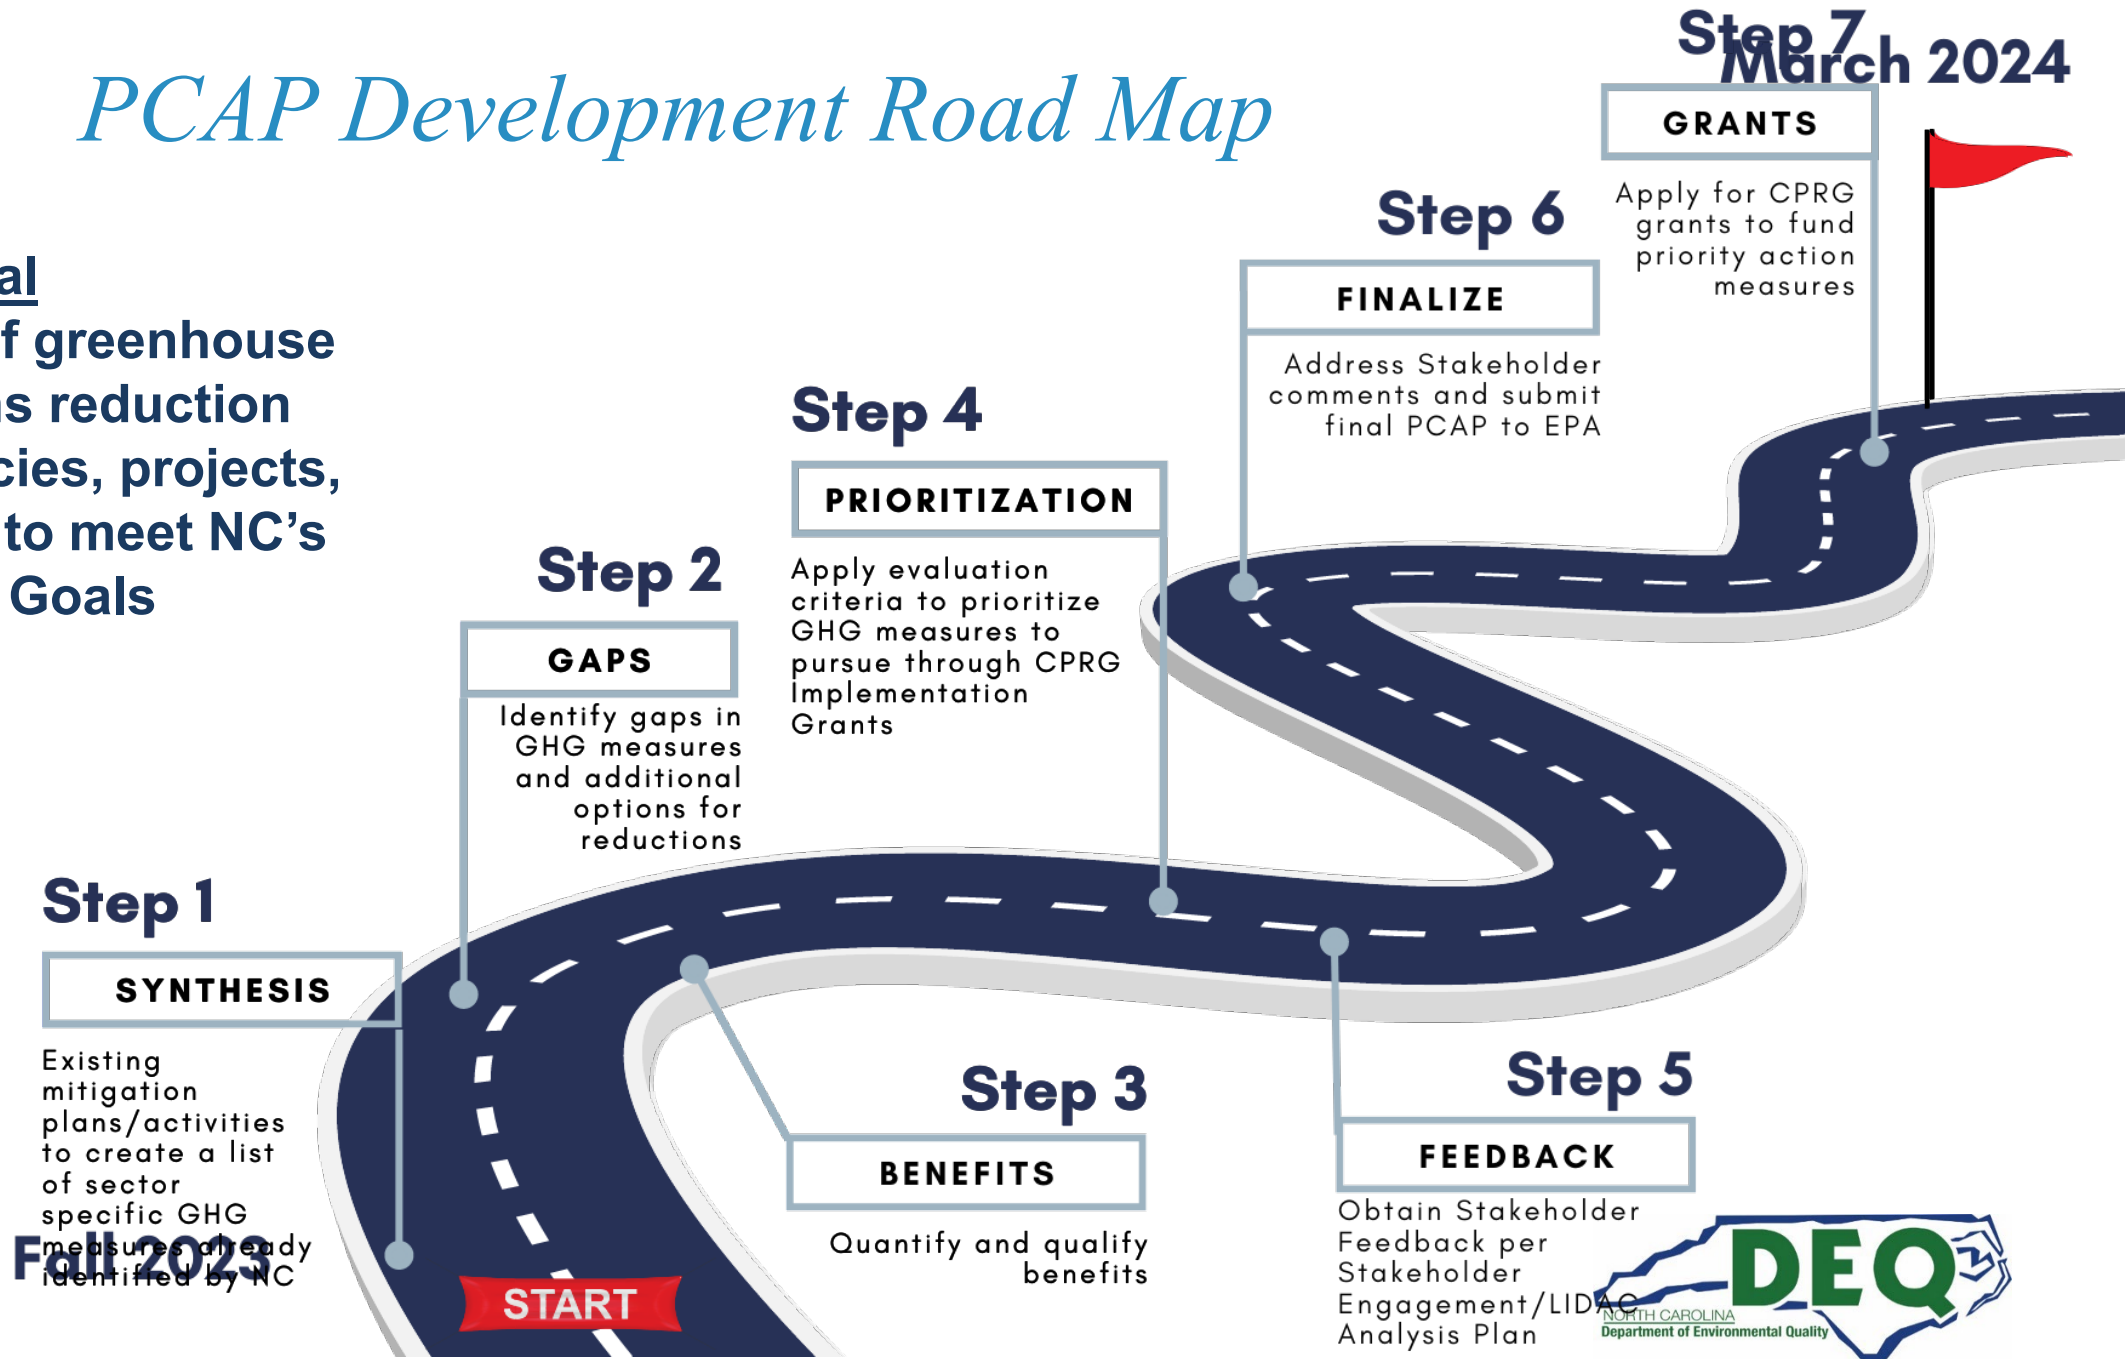 PCAP Development Road Map
al
f greenhouse
s reduction
cies, projects,
to meet NC's
Goals
Step 1
SYNTHESIS
Existing
mitigation
plans/activities
to create a list
of sector
specific GHG
measures already
identified by NC
Fall 2023
START
Step 2
GAPS
Identify gaps in
GHG measures
and additional
options for
reductions
Step 3
BENEFITS
Quantify and qualify
benefits
Step 4
PRIORITIZATION
Apply evaluation
criteria to prioritize
GHG measures to
pursue through CPRG
Implementation
Grants
Step 5
FEEDBACK
Obtain Stakeholder
Feedback per
Stakeholder
Engagement/LIDAC
Analysis Plan
Step 6
FINALIZE
Address Stakeholder
comments and submit
final PCAP to EPA
Step 7
March 2024
GRANTS
Apply for CPRG
grants to fund
priority action
measures
DEQ
NORTH CAROLINA
Department of Environmental Quality
3